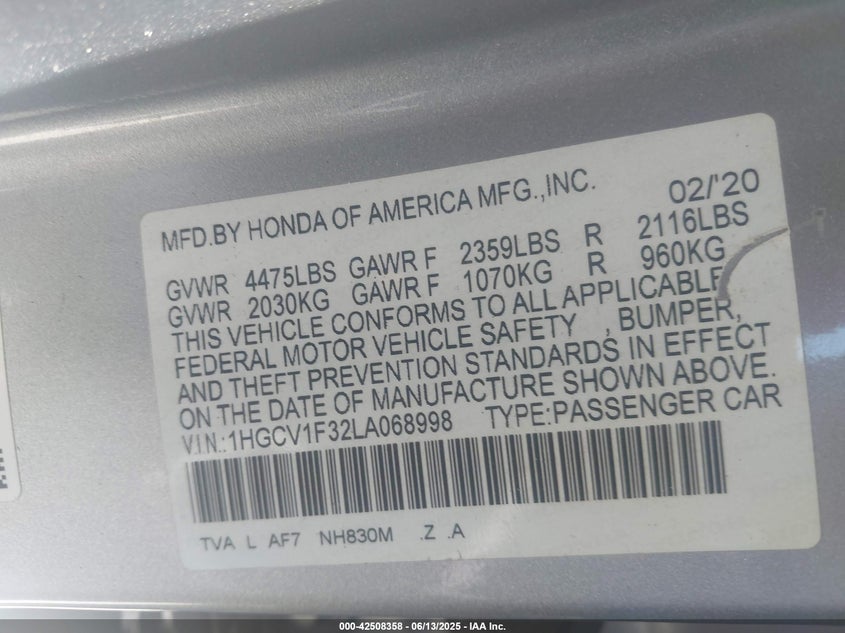 MFD.BY HONDA OF AMERICA MFG.,INC. 02/'20
GVWR 4475LBS GAWR F 2359LBS R 2116LBS
GVWR 2030KG GAWR F 1070KG R 960KG
THIS VEHICLE CONFORMS TO ALL APPLICABLE
FEDERAL MOTOR VEHICLE SAFETY , BUMPER,
AND THEFT PREVENTION STANDARDS IN EFFECT
ON THE DATE OF MANUFACTURE SHOWN ABOVE.
V.I.N.:1HGCV1F32LA068998 TYPE:PASSENGER CAR
TVA L AF7 NH830M .Z .A
000-42508358 - 06/13/2025 - IAA Inc.